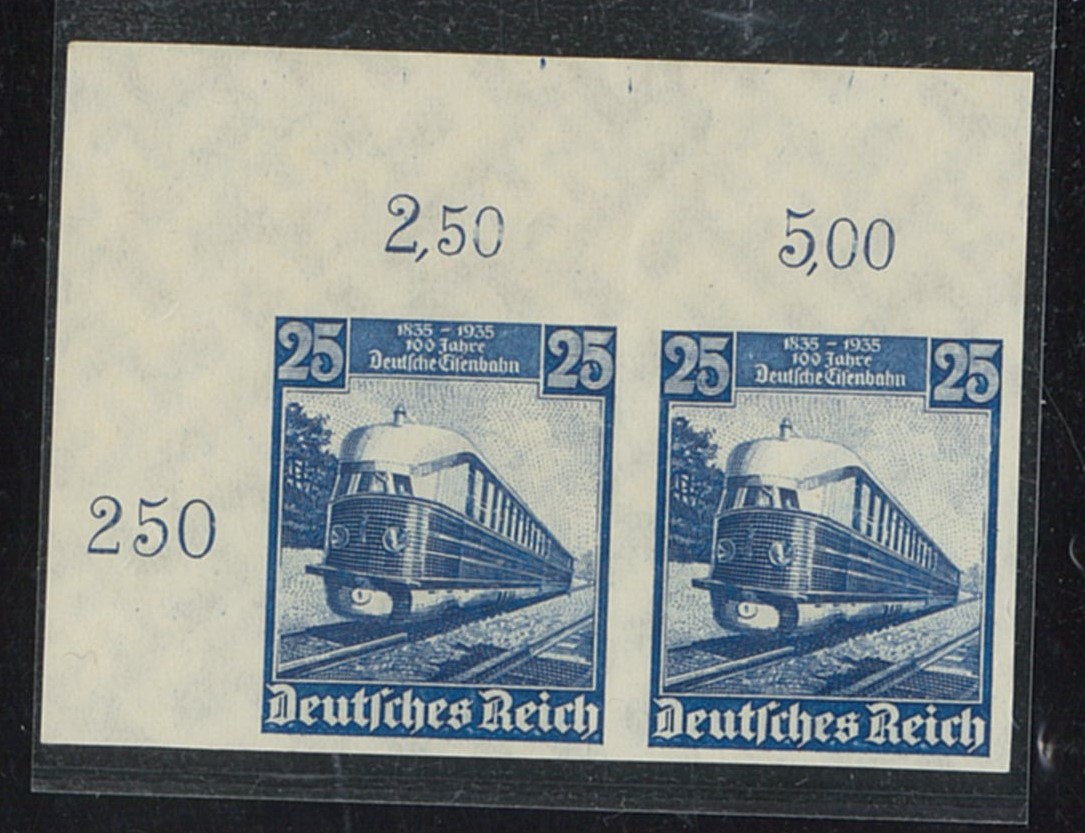 2,50 5,00
25 25
1835 - 1935
100 Jahre
Deutſche Eiſenbahn
250
Deutſches Reich
25 25
1835 - 1935
100 Jahre
Deutſche Eiſenbahn
Deutſches Reich